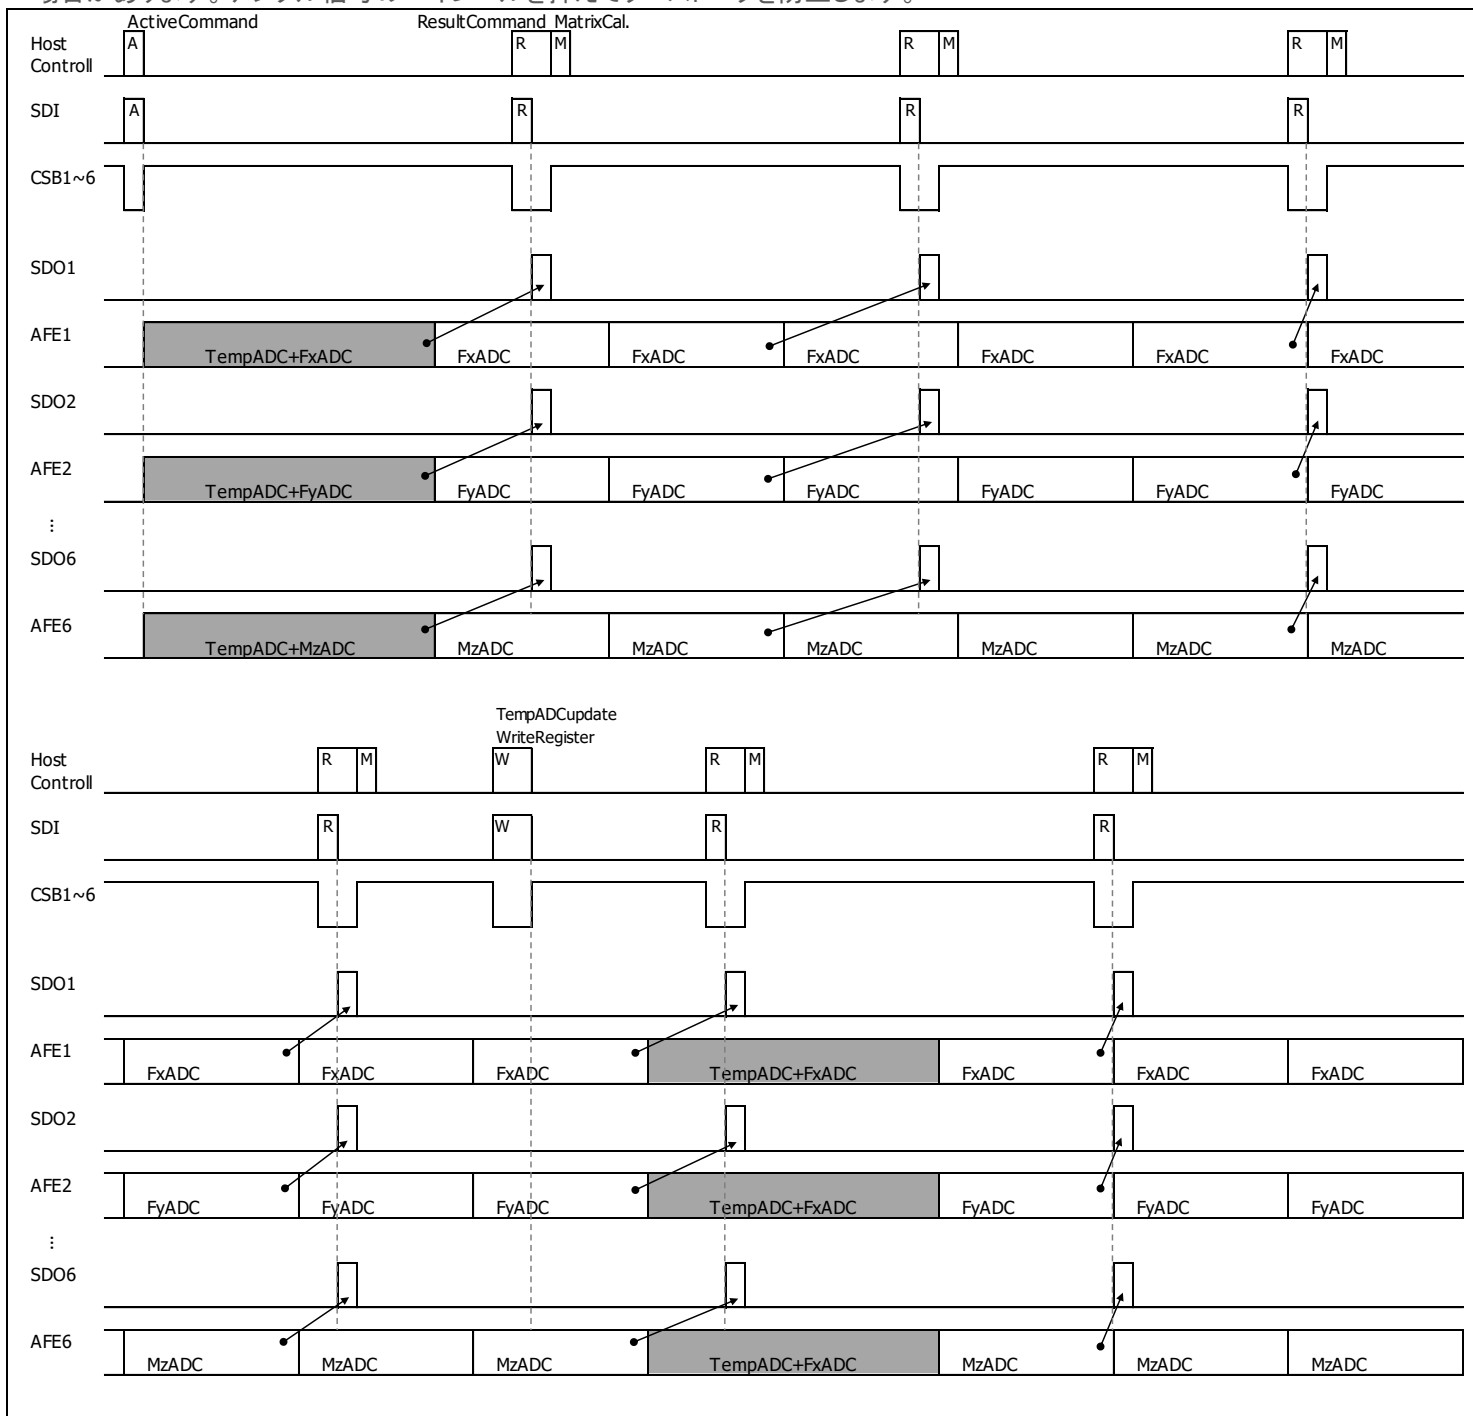 ActiveCommand ResultCommand MatrixCal.
Host
Controll
A R M R M R M
SDI
A R R R
CSB1~6
SDO1
AFE1
TempADC+FxADC FxADC FxADC FxADC FxADC FxADC FxADC
SDO2
AFE2
TempADC+FyADC FyADC FyADC FyADC FyADC FyADC FyADC
⋮
SDO6
AFE6
TempADC+MzADC MzADC MzADC MzADC MzADC MzADC MzADC
TempADCupdate
WriteRegister
Host
Controll
R M W R M R M
SDI
R W R R
CSB1~6
SDO1
AFE1
FxADC FxADC FxADC TempADC+FxADC FxADC FxADC FxADC
SDO2
AFE2
FyADC FyADC FyADC TempADC+FxADC FyADC FyADC FyADC
⋮
SDO6
AFE6
MzADC MzADC MzADC TempADC+FxADC MzADC MzADC MzADC